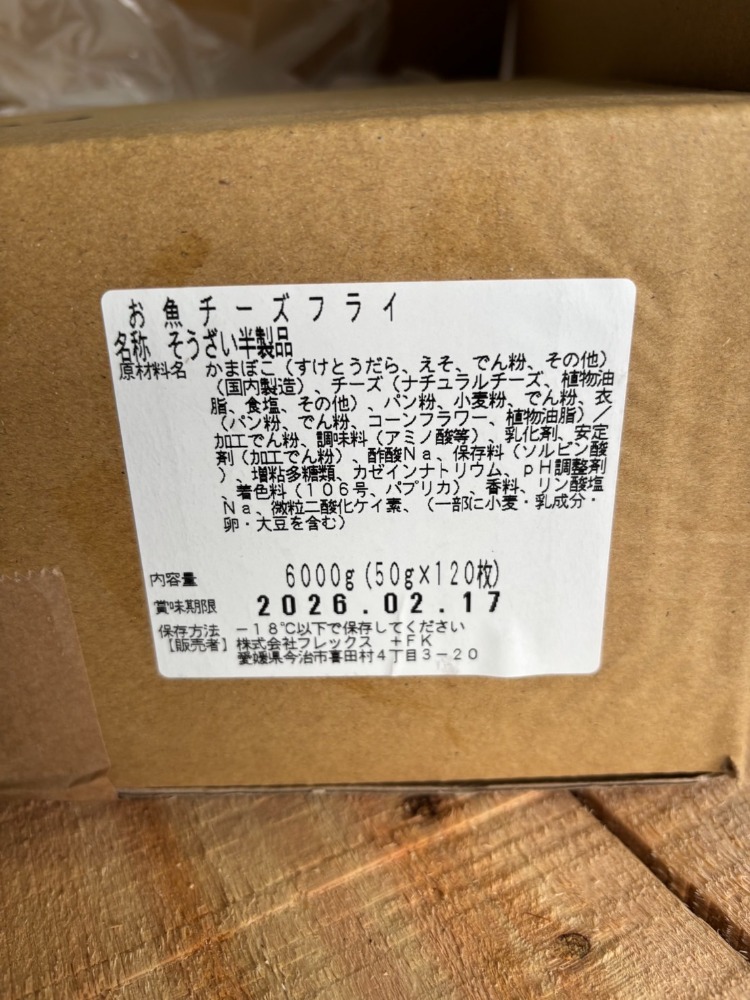 お魚チーズフライ
名称 そうざい半製品
原材料名 かまぼこ（すけとうだら、えそ、でん粉、その他）
（国内製造）、チーズ（ナチュラルチーズ、植物油
脂、食塩、その他）、パン粉、小麦粉、でん粉、衣
（パン粉、でん粉、コーンフラワー、植物油脂）／
加工でん粉、調味料（アミノ酸等）、乳化剤、安定
剤（加工でん粉）、酢酸Ｎａ、保存料（ソルビン酸
）、増粘多糖類、カゼインナトリウム、ｐＨ調整剤
、着色料（１０６号、パプリカ）、香料、リン酸塩
Ｎａ、微粒二酸化ケイ素、（一部に小麦・乳成分・
卵・大豆を含む）
内容量 6000g(50g×120枚)
賞味期限 2026.02.17
保存方法 －１８℃以下で保存してください
【販売者】株式会社フレックス ＋ＦＫ
愛媛県今治市喜田村４丁目３－２０